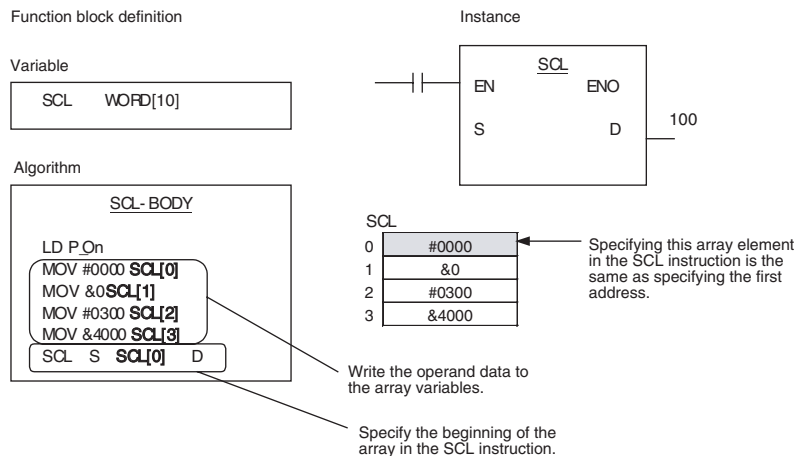 Function block definition
Instance
Variable
SCL WORD[10]
SCL
EN ENO
S D
100
Algorithm
SCL- BODY
LD P_On
MOV #0000 SCL[0]
MOV &0SCL[1]
MOV #0300 SCL[2]
MOV &4000 SCL[3]
SCL S SCL[0] D
SCL
0 #0000
1 &0
2 #0300
3 &4000
Specifying this array element
in the SCL instruction is the
same as specifying the first
address.
Write the operand data to
the array variables.
Specify the beginning of the
array in the SCL instruction.